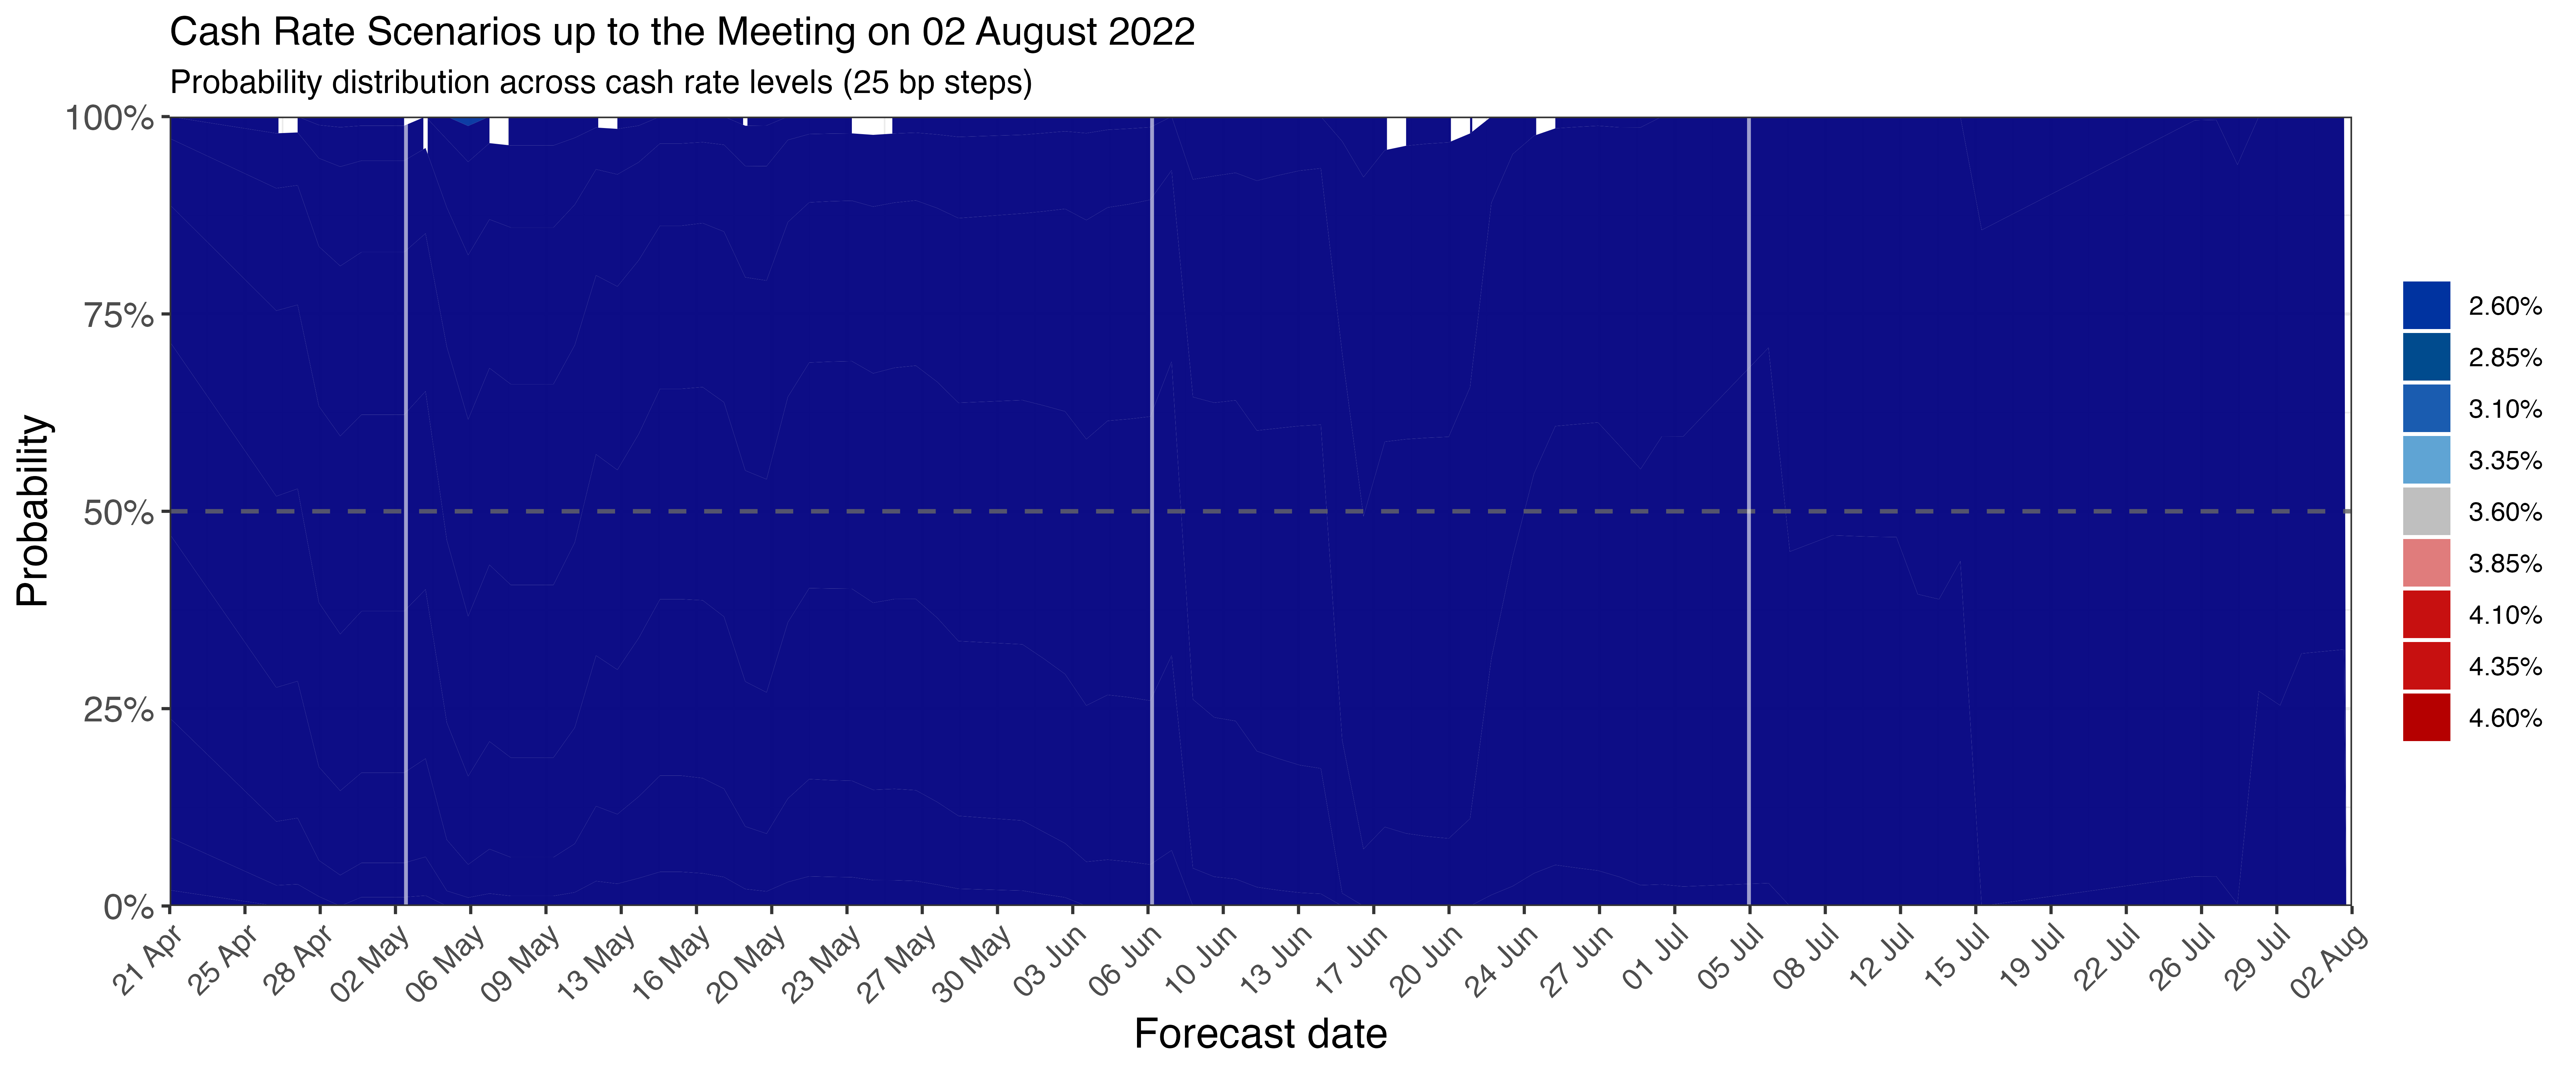 Cash Rate Scenarios up to the Meeting on 02 August 2022
Probability distribution across cash rate levels (25 bp steps)
100%
75%
50%
25%
0%
Probability
21 Apr
25 Apr
28 Apr
02 May
06 May
09 May
13 May
16 May
20 May
23 May
27 May
30 May
03 Jun
06 Jun
10 Jun
13 Jun
17 Jun
20 Jun
24 Jun
27 Jun
01 Jul
05 Jul
08 Jul
12 Jul
15 Jul
19 Jul
22 Jul
26 Jul
29 Jul
02 Aug
Forecast date
2.60%
2.85%
3.10%
3.35%
3.60%
3.85%
4.10%
4.35%
4.60%